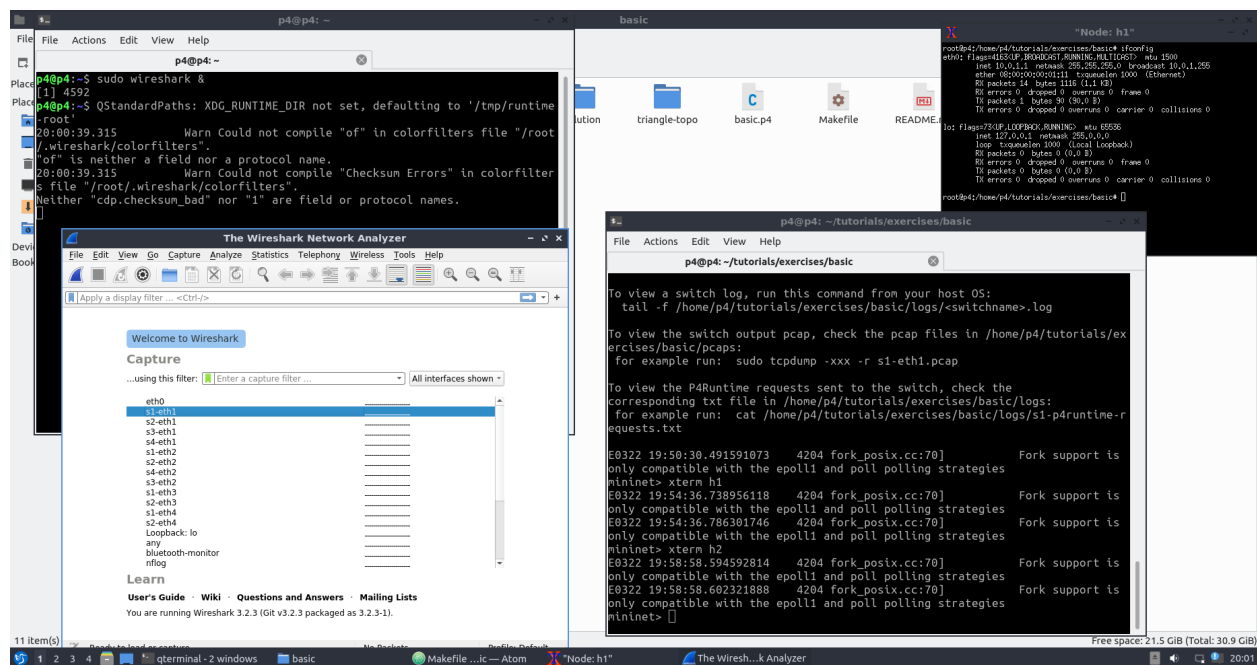 p4@p4: ~
File Actions Edit View Help
p4@p4: ~
p4@p4:~$ sudo wireshark &
[1] 4592
p4@p4:~$ QStandardPaths: XDG_RUNTIME_DIR not set, defaulting to '/tmp/runtime
-root'
20:00:39.315 Warn Could not compile "of" in colorfilters file "/root
/.wireshark/colorfilters".
"of" is neither a field nor a protocol name.
20:00:39.315 Warn Could not compile "Checksum Errors" in colorfilter
s file "/root/.wireshark/colorfilters".
Neither "cdp.checksum_bad" nor "1" are field or protocol names.
basic
File
Place
Place
Devi
Book
lution
triangle-topo
basic.p4
Makefile
README.
11 item(s)
Free space: 21.5 GiB (Total: 30.9 GiB)
"Node: h1"
root@p4:/home/p4/tutorials/exercises/basic# ifconfig
eth0: flags=4163<UP,BROADCAST,RUNNING,MULTICAST> mtu 1500
inet 10.0.1.1 netmask 255.255.255.0 broadcast 10.0.1.255
ether 08:00:00:00:01:11 txqueuelen 1000 (Ethernet)
RX packets 14 bytes 1116 (1.1 KB)
RX errors 0 dropped 0 overruns 0 frame 0
TX packets 1 bytes 90 (90.0 B)
TX errors 0 dropped 0 overruns 0 carrier 0 collisions 0
lo: flags=73<UP,LOOPBACK,RUNNING> mtu 65536
inet 127.0.0.1 netmask 255.0.0.0
loop txqueuelen 1000 (Local Loopback)
RX packets 0 bytes 0 (0.0 B)
RX errors 0 dropped 0 overruns 0 frame 0
TX packets 0 bytes 0 (0.0 B)
TX errors 0 dropped 0 overruns 0 carrier 0 collisions 0
root@p4:/home/p4/tutorials/exercises/basic#
The Wireshark Network Analyzer
File Edit View Go Capture Analyze Statistics Telephony Wireless Tools Help
Apply a display filter ... <Ctrl-/>
Welcome to Wireshark
Capture
...using this filter: Enter a capture filter ... All interfaces shown
eth0
s1-eth1
s2-eth1
s3-eth1
s4-eth1
s1-eth2
s2-eth2
s4-eth2
s3-eth2
s1-eth3
s2-eth3
s1-eth4
s2-eth4
Loopback: lo
any
bluetooth-monitor
nflog
Learn
User's Guide · Wiki · Questions and Answers · Mailing Lists
You are running Wireshark 3.2.3 (Git v3.2.3 packaged as 3.2.3-1).
Ready to load or capture No Packets Profile: Default
p4@p4: ~/tutorials/exercises/basic
File Actions Edit View Help
p4@p4: ~/tutorials/exercises/basic
To view a switch log, run this command from your host OS:
tail -f /home/p4/tutorials/exercises/basic/logs/<switchname>.log
To view the switch output pcap, check the pcap files in /home/p4/tutorials/ex
ercises/basic/pcaps:
for example run: sudo tcpdump -xxx -r s1-eth1.pcap
To view the P4Runtime requests sent to the switch, check the
corresponding txt file in /home/p4/tutorials/exercises/basic/logs:
for example run: cat /home/p4/tutorials/exercises/basic/logs/s1-p4runtime-r
equests.txt
E0322 19:50:30.491591073 4204 fork_posix.cc:70] Fork support is
only compatible with the epoll1 and poll polling strategies
mininet> xterm h1
E0322 19:54:36.738956118 4204 fork_posix.cc:70] Fork support is
only compatible with the epoll1 and poll polling strategies
E0322 19:54:36.786301746 4204 fork_posix.cc:70] Fork support is
only compatible with the epoll1 and poll polling strategies
mininet> xterm h2
E0322 19:58:58.594592814 4204 fork_posix.cc:70] Fork support is
only compatible with the epoll1 and poll polling strategies
E0322 19:58:58.602321888 4204 fork_posix.cc:70] Fork support is
only compatible with the epoll1 and poll polling strategies
mininet>
1 2 3 4 qterminal - 2 windows basic Makefile ...ic — Atom "Node: h1" The Wiresh...k Analyzer 20:01